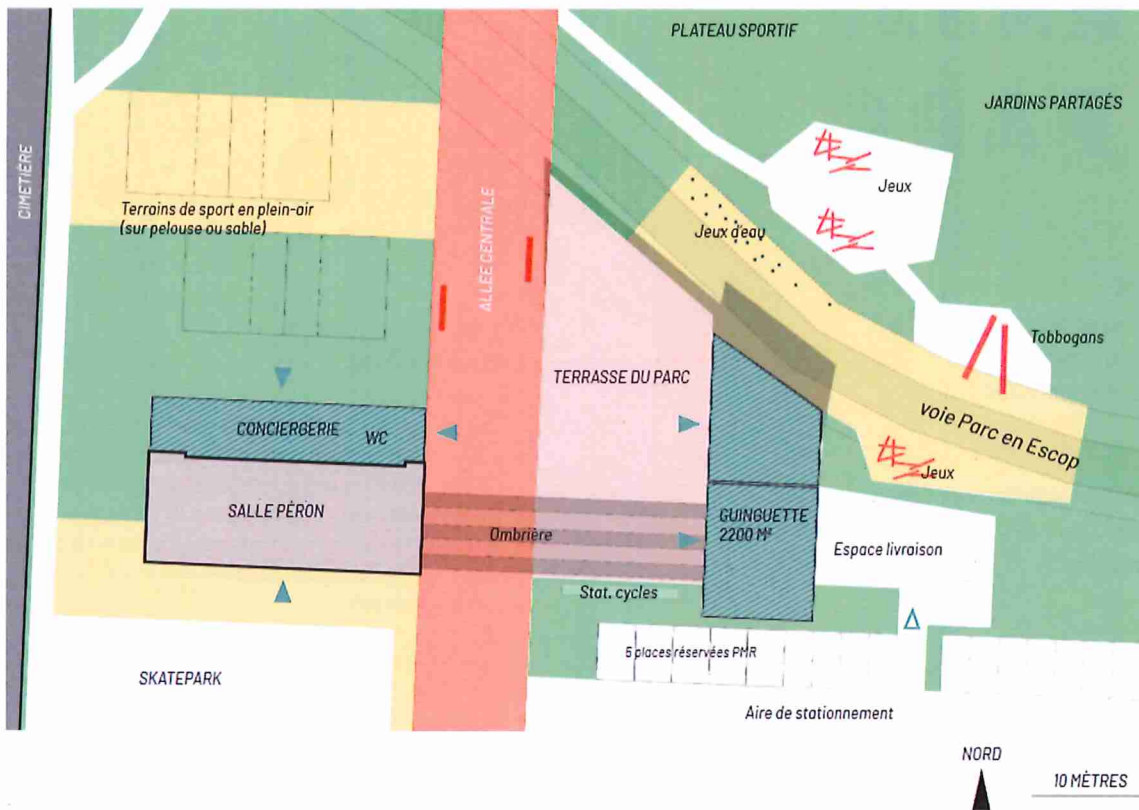 PLATEAU SPORTIF
JARDINS PARTAGÉS
CIMETIÈRE
Jeux
Terrains de sport en plein-air
(sur pelouse ou sable)
ALLÉE CENTRALE
Jeux d'eau
Tobbogans
TERRASSE DU PARC
voie Parc en Escop
CONCIERGERIE
WC
Jeux
SALLE PÉRON
GUINGUETTE
2200 M²
Ombrière
Espace livraison
Stat. cycles
6 places réservées PMR
SKATEPARK
Aire de stationnement
NORD
10 MÈTRES